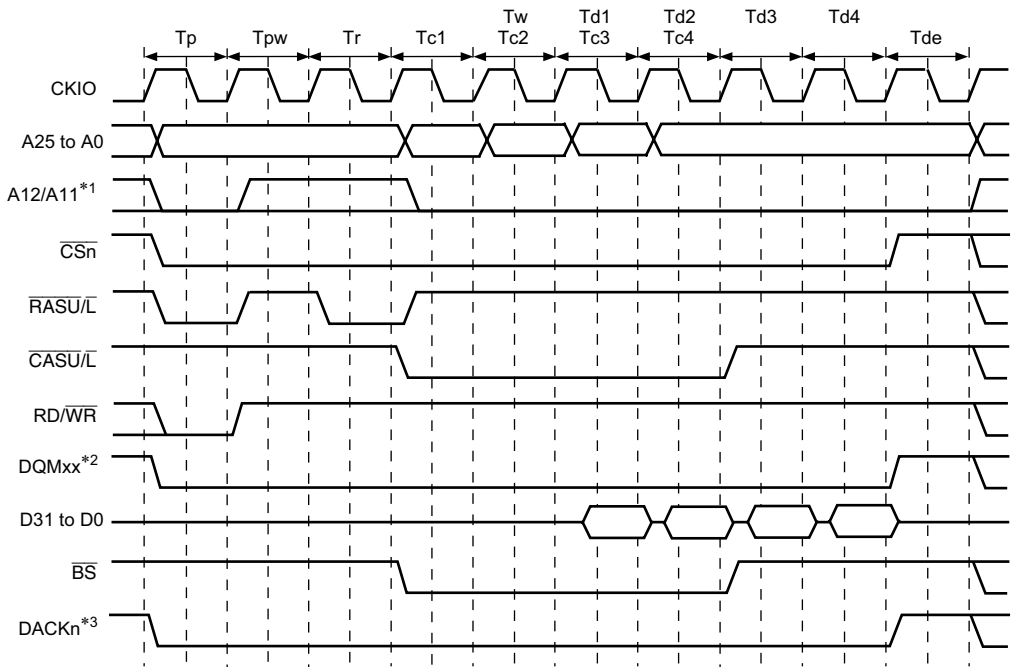 Tw Td1 Td2 Td3 Td4
Tp Tpw Tr Tc1 Tc2 Tc3 Tc4 Tde
CKIO
A25 to A0
A12/A11*1
CSn
RASU/L
CASU/L
RD/WR
DQMxx*2
D31 to D0
BS
DACKn*3